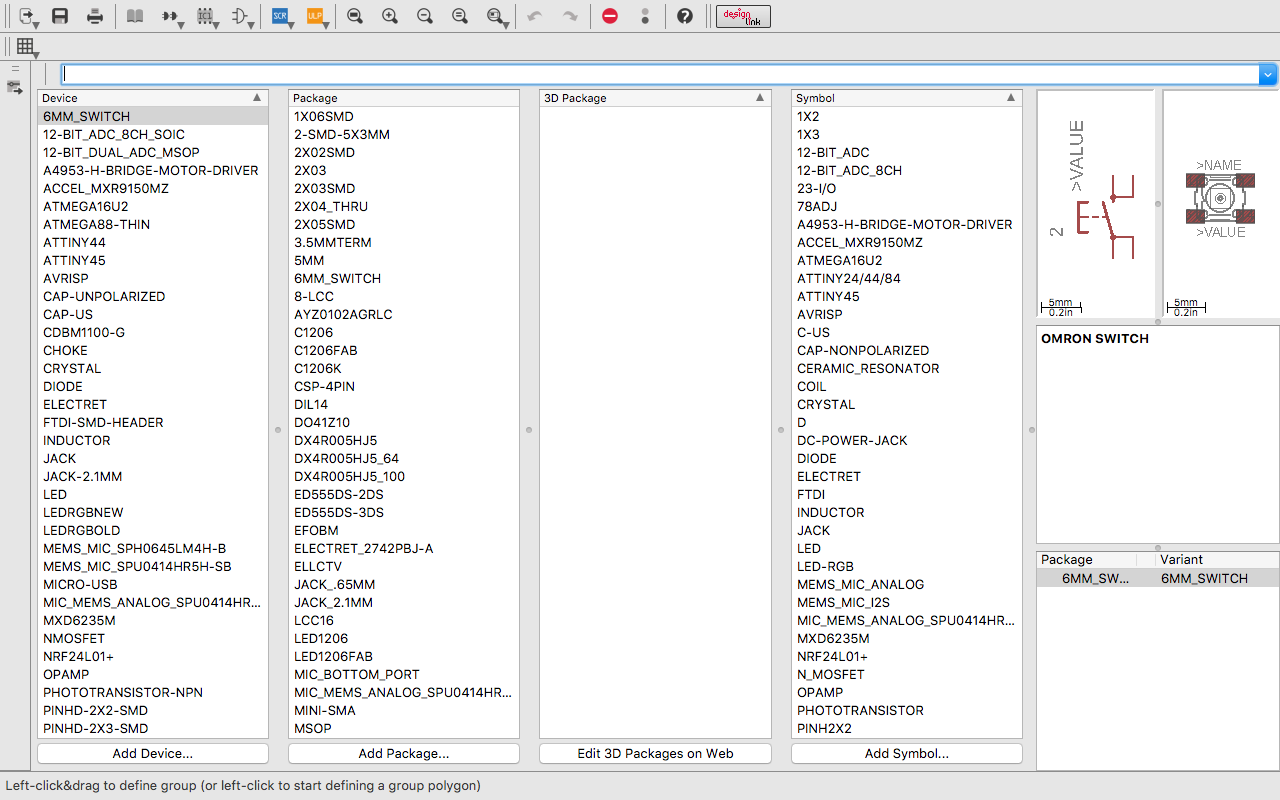 SCR
ULP
design
link
Device
6MM_SWITCH
12-BIT_ADC_8CH_SOIC
12-BIT_DUAL_ADC_MSOP
A4953-H-BRIDGE-MOTOR-DRIVER
ACCEL_MXR9150MZ
ATMEGA16U2
ATMEGA88-THIN
ATTINY44
ATTINY45
AVRISP
CAP-UNPOLARIZED
CAP-US
CDBM1100-G
CHOKE
CRYSTAL
DIODE
ELECTRET
FTDI-SMD-HEADER
INDUCTOR
JACK
JACK-2.1MM
LED
LEDRGBNEW
LEDRGBOLD
MEMS_MIC_SPH0645LM4H-B
MEMS_MIC_SPU0414HR5H-SB
MICRO-USB
MIC_MEMS_ANALOG_SPU0414HR...
MXD6235M
NMOSFET
NRF24L01+
OPAMP
PHOTOTRANSISTOR-NPN
PINHD-2X2-SMD
PINHD-2X3-SMD
Add Device...
Package
1X06SMD
2-SMD-5X3MM
2X02SMD
2X03
2X03SMD
2X04_THRU
2X05SMD
3.5MMTERM
5MM
6MM_SWITCH
8-LCC
AYZ0102AGRLC
C1206
C1206FAB
C1206K
CSP-4PIN
DIL14
DO41Z10
DX4R005HJ5
DX4R005HJ5_64
DX4R005HJ5_100
ED555DS-2DS
ED555DS-3DS
EFOBM
ELECTRET_2742PBJ-A
ELLCTV
JACK_.65MM
JACK_2.1MM
LCC16
LED1206
LED1206FAB
MIC_BOTTOM_PORT
MIC_MEMS_ANALOG_SPU0414HR...
MINI-SMA
MSOP
Add Package...
3D Package
Edit 3D Packages on Web
Symbol
1X2
1X3
12-BIT_ADC
12-BIT_ADC_8CH
23-I/O
78ADJ
A4953-H-BRIDGE-MOTOR-DRIVER
ACCEL_MXR9150MZ
ATMEGA16U2
ATTINY24/44/84
ATTINY45
AVRISP
C-US
CAP-NONPOLARIZED
CERAMIC_RESONATOR
COIL
CRYSTAL
D
DC-POWER-JACK
DIODE
ELECTRET
FTDI
INDUCTOR
JACK
LED
LED-RGB
MEMS_MIC_ANALOG
MEMS_MIC_I2S
MIC_MEMS_ANALOG_SPU0414HR...
MXD6235M
NRF24L01+
N_MOSFET
OPAMP
PHOTOTRANSISTOR
PINH2X2
Add Symbol...
>VALUE
2
5mm
0.2in
>NAME
>VALUE
5mm
0.2in
OMRON SWITCH
Package Variant
6MM_SW... 6MM_SWITCH
Left-click&drag to define group (or left-click to start defining a group polygon)